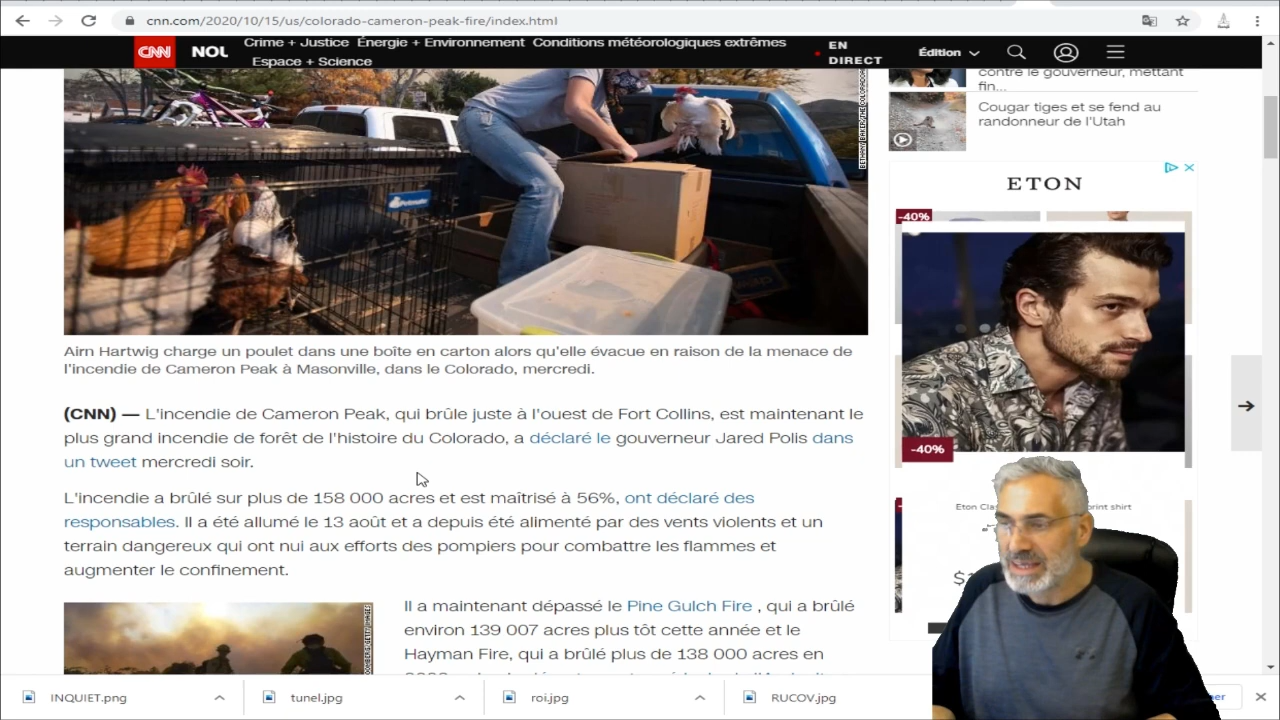 cnn.com/2020/10/15/us/colorado-cameron-peak-fire/index.html
CNN
NOU
Crime + Justice Énergie + Environnement Conditions météorologiques extrêmes
Espace + Science
EN
DIRECT
Édition
contre le gouverneur, mettant
fin...
Cougar tiges et se fend au
randonneur de l'Utah
ETON
-40%
-40%
Airn Hartwig charge un poulet dans une boîte en carton alors qu'elle évacue en raison de la menace de
l'incendie de Cameron Peak à Masonville, dans le Colorado, mercredi.
(CNN) — L'incendie de Cameron Peak, qui brûle juste à l'ouest de Fort Collins, est maintenant le
plus grand incendie de forêt de l'histoire du Colorado, a déclaré le gouverneur Jared Polis dans
un tweet mercredi soir.
L'incendie a brûlé sur plus de 158 000 acres et est maîtrisé à 56%, ont déclaré des
responsables. Il a été allumé le 13 août et a depuis été alimenté par des vents violents et un
terrain dangereux qui ont nui aux efforts des pompiers pour combattre les flammes et
augmenter le confinement.
Il a maintenant dépassé le Pine Gulch Fire , qui a brûlé
environ 139 007 acres plus tôt cette année et le
Hayman Fire, qui a brûlé plus de 138 000 acres en
Eton
print shirt
INQUIET.png
tunel.jpg
roi.jpg
RUCOV.jpg